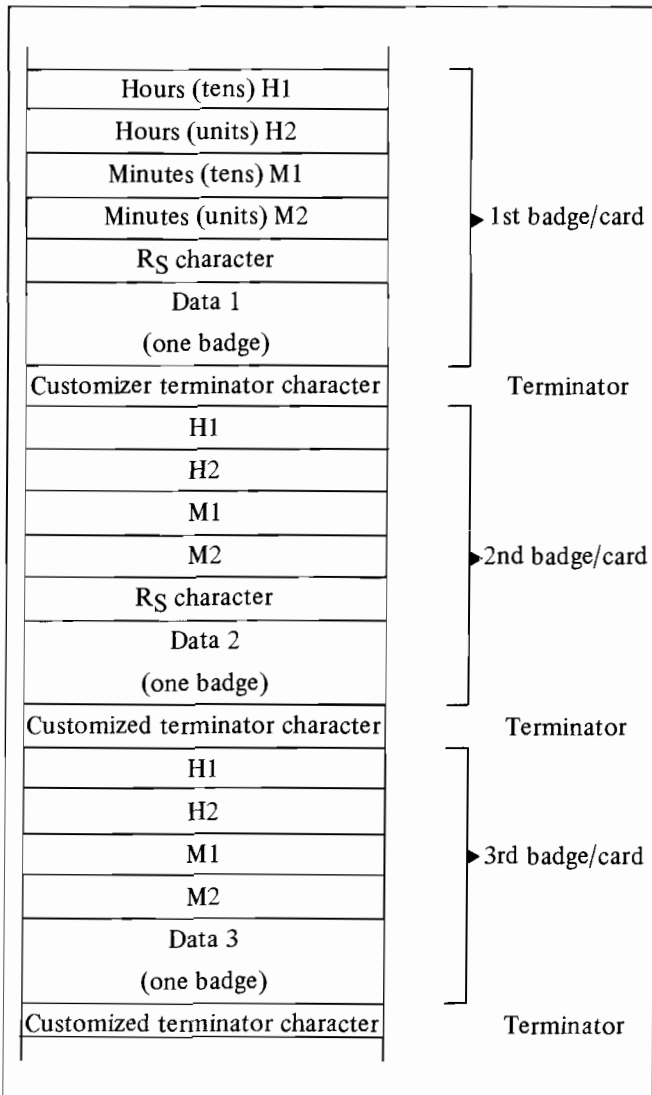 Hours (tens) H1
Hours (units) H2
Minutes (tens) M1
Minutes (units) M2
RS character
Data 1
(one badge)
1st badge/card
Customizer terminator character
Terminator
H1
H2
M1
M2
RS character
Data 2
(one badge)
2nd badge/card
Customized terminator character
Terminator
H1
H2
M1
M2
Data 3
(one badge)
3rd badge/card
Customized terminator character
Terminator